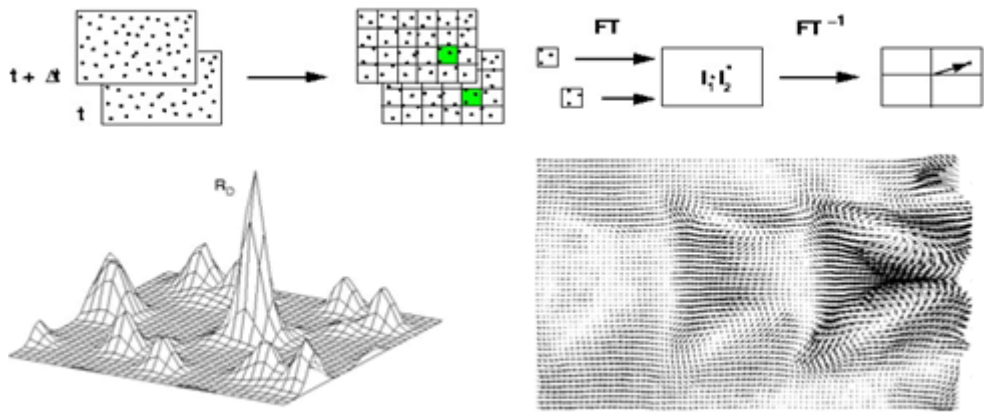 FT
FT⁻¹
t + Δt
t
I₁ · I₂*
R_D